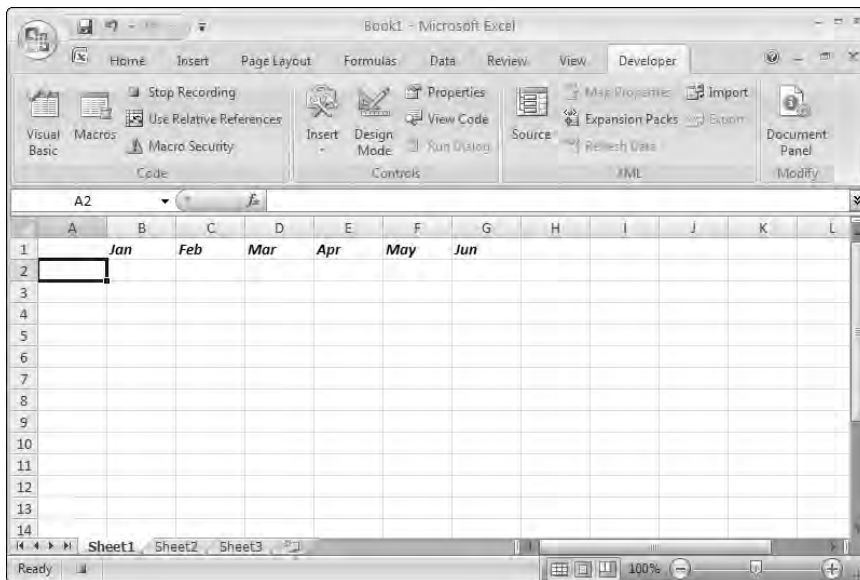 Book1 - Microsoft Excel
Home Insert Page Layout Formulas Data Review View Developer
Visual Basic
Macros
Stop Recording
Use Relative References
Macro Security
Code
Insert
Design Mode
Properties
View Code
Run Dialog
Controls
Source
Map Properties
Expansion Packs
Refresh Data
Import
Export
XML
Document Panel
Modify
A2 fx
A B C D E F G H I J K L
1 Jan Feb Mar Apr May Jun
2
3
4
5
6
7
8
9
10
11
12
13
14
Sheet1 Sheet2 Sheet3
Ready 100%